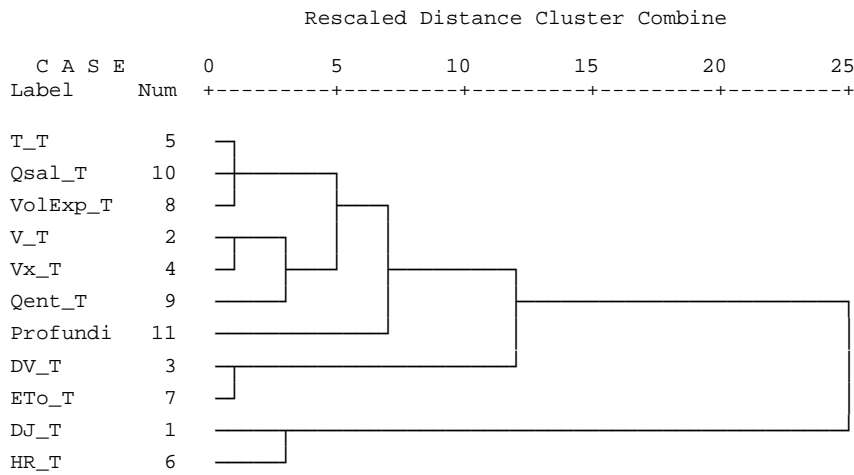 Rescaled Distance Cluster Combine
C A S E 0 5 10 15 20 25
Label Num +---------+---------+---------+---------+---------+
T_T 5
Qsal_T 10
VolExp_T 8
V_T 2
Vx_T 4
Qent_T 9
Profundi 11
DV_T 3
ETo_T 7
DJ_T 1
HR_T 6